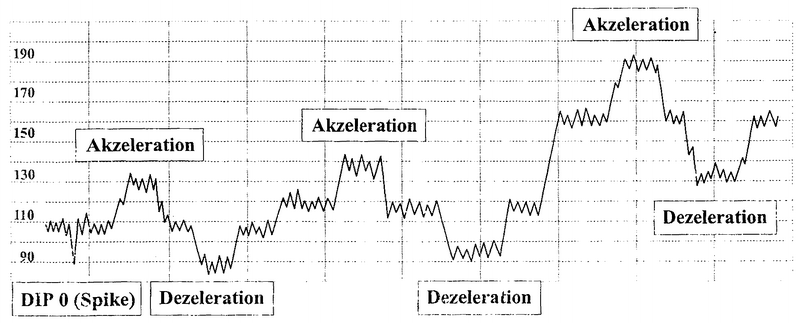 Akzeleration
190
170
150
Akzeleration
Akzeleration
130
110
Dezeleration
90
DIP 0 (Spike)
Dezeleration
Dezeleration